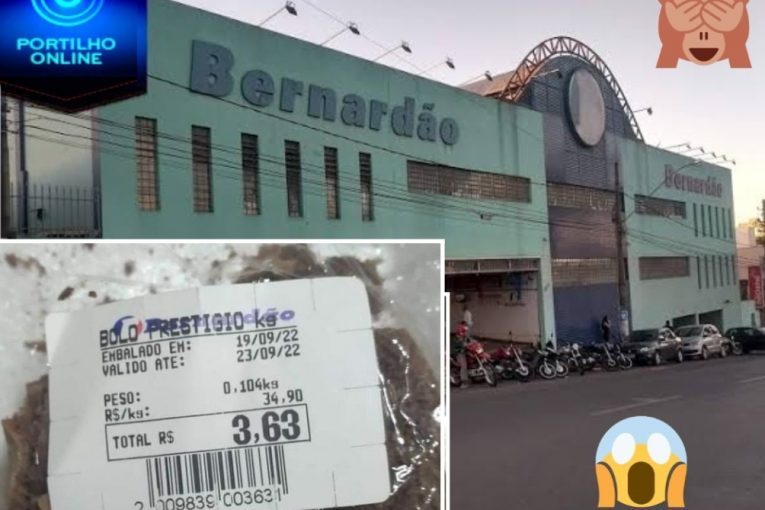 PORTILHO
ONLINE
Bernardão
Bernardão
Bernardão
BOLO PRESTIGIO kg
EMBALADO EM: 19/09/22
VALIDO ATE: 23/09/22
PESO: 0,104kg
R$/kg: 34,90
TOTAL R$ 3,63
2 009839 003631